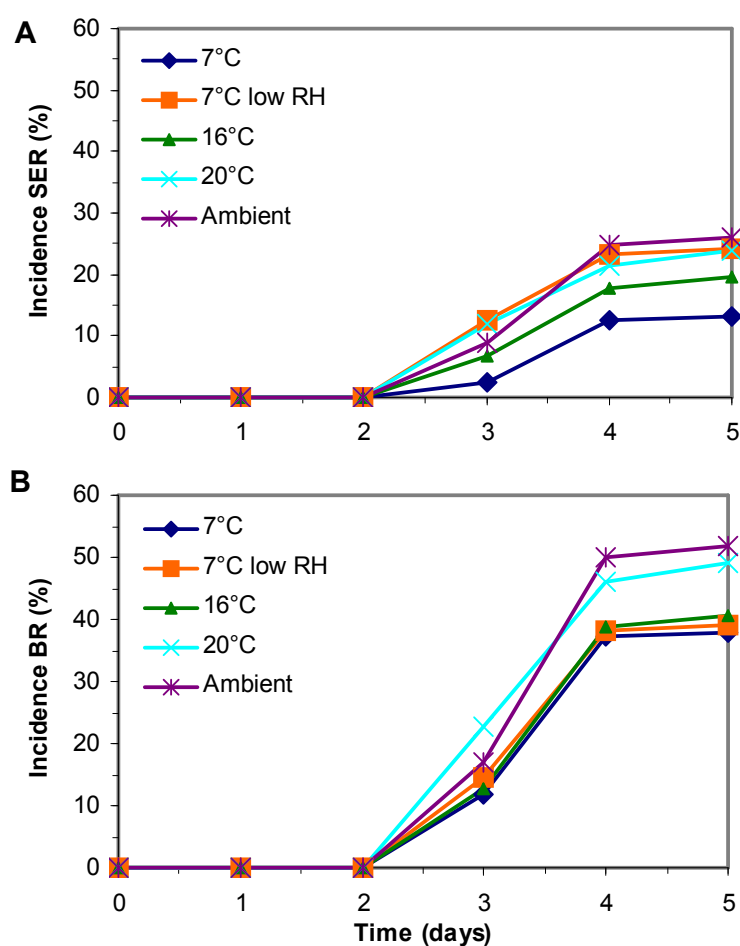 A
60
50
40
30
20
10
0
Incidence SER (%)
7°C
7°C low RH
16°C
20°C
Ambient
0 1 2 3 4 5
B
60
50
40
30
20
10
0
Incidence BR (%)
7°C
7°C low RH
16°C
20°C
Ambient
0 1 2 3 4 5
Time (days)